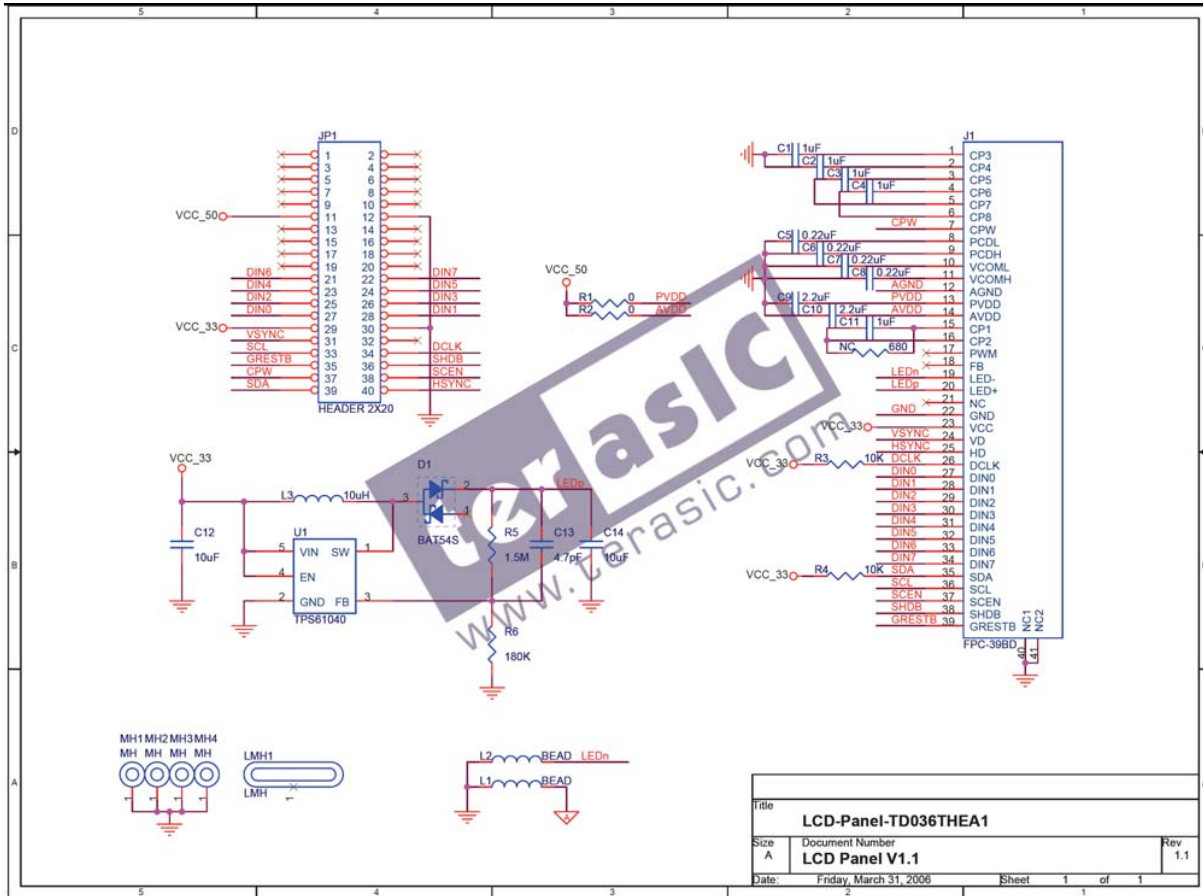 5 4 3 2 1
D
C
B
A
JP1
1 2
3 4
5 6
7 8
9 10
VCC_50 11 12
13 14
15 16
17 18
19 20
DIN6 21 22 DIN7
DIN4 23 24 DIN5
DIN2 25 26 DIN3
DIN0 27 28 DIN1
VCC_33 29 30
VSYNC 31 32
SCL 33 34 DCLK
GRESTB 35 36 SHDB
CPW 37 38 SCEN
SDA 39 40 HSYNC
HEADER 2X20
VCC_50
R1 0 PVDD
R2 0 AVDD
J1
C1 1uF 1 CP3
C2 1uF 2 CP4
C3 1uF 3 CP5
C4 1uF 4 CP6
5 CP7
6 CP8
CPW 7 CPW
C5 0.22uF 8 PCDL
C6 0.22uF 9 PCDH
C7 0.22uF 10 VCOML
C8 0.22uF 11 VCOMH
AGND 12 AGND
C9 2.2uF PVDD 13 PVDD
C10 2.2uF AVDD 14 AVDD
C11 1uF 15 CP1
16 CP2
NC 680 17 PWM
18 FB
LEDn 19 LED-
LEDp 20 LED+
21 NC
GND 22 GND
VCC_33 23 VCC
VSYNC 24 VD
HSYNC 25 HD
VCC_33 R3 10K DCLK 26 DCLK
DIN0 27 DIN0
DIN1 28 DIN1
DIN2 29 DIN2
DIN3 30 DIN3
DIN4 31 DIN4
DIN5 32 DIN5
DIN6 33 DIN6
DIN7 34 DIN7
VCC_33 R4 10K SDA 35 SDA
SCL 36 SCL
SCEN 37 SCEN
SHDB 38 SHDB
GRESTB 39 GRESTB
NC1 NC2
FPC-39BD
40 41
terasic
www.terasic.com
VCC_33
L3 10uH
C12
10uF
U1
5 VIN SW 1
4 EN
2 GND FB 3
TPS61040
D1
3 2 LEDp
1
BAT54S
R5
1.5M
C13
4.7pF
C14
10uF
R6
180K
MH1 MH2 MH3 MH4
MH MH MH MH
1 1 1 1
LMH1
LMH
1
L2 BEAD LEDn
L1 BEAD
A
Title
LCD-Panel-TD036THEA1
Size Document Number Rev
A LCD Panel V1.1 1.1
Date: Friday, March 31, 2006 Sheet 1 of 1
5 4 3 2 1